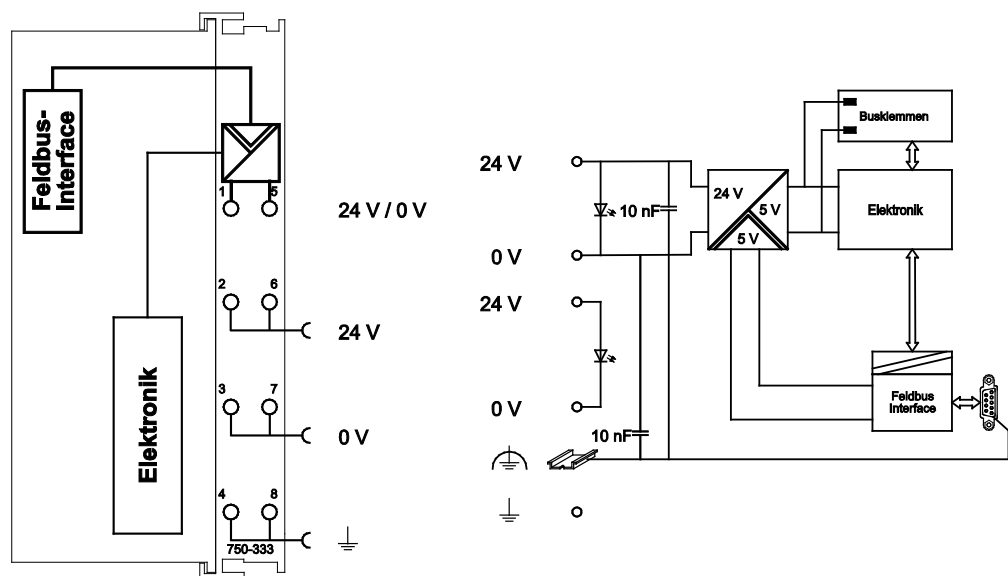 Feldbus-
Interface
Elektronik
1
5
24 V / 0 V
2
6
24 V
3
7
0 V
4
8
750-333
24 V
0 V
24 V
0 V
10 nF
10 nF
24 V
5 V
5 V
Busklemmen
Elektronik
Feldbus
Interface